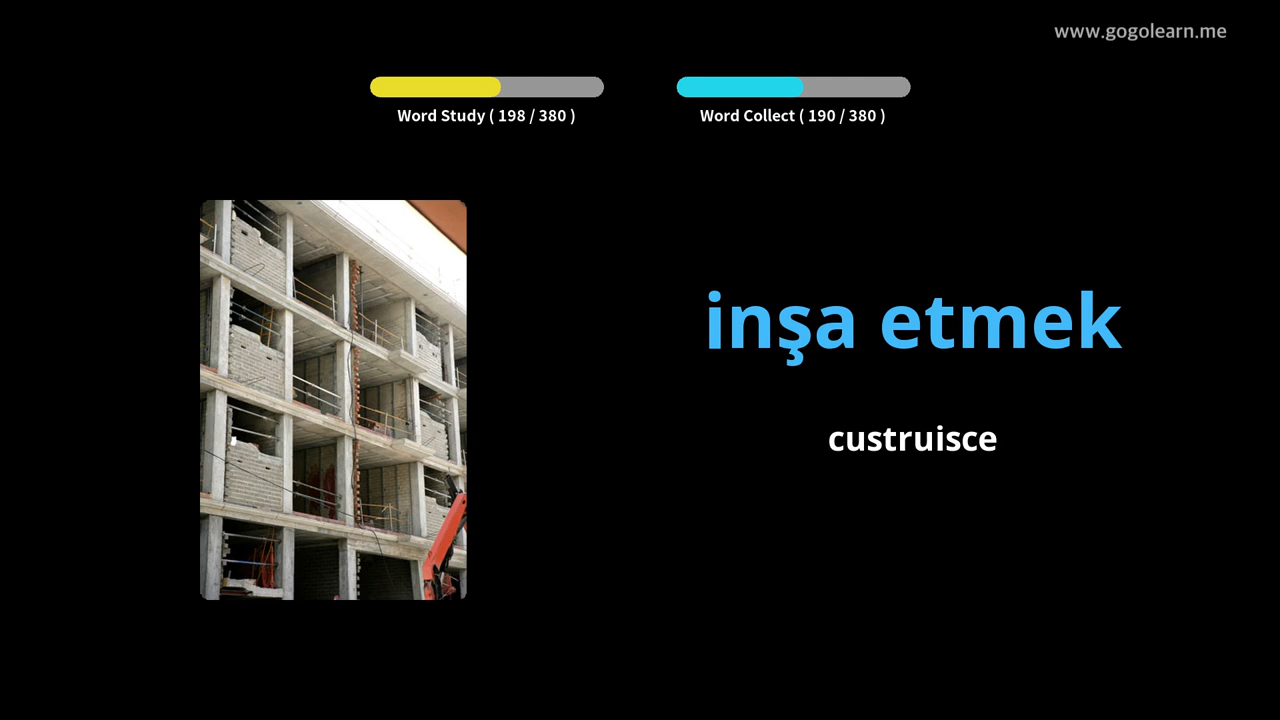 www.gogolearn.me
Word Study ( 198 / 380 )
Word Collect ( 190 / 380 )
inşa etmek
custruisce